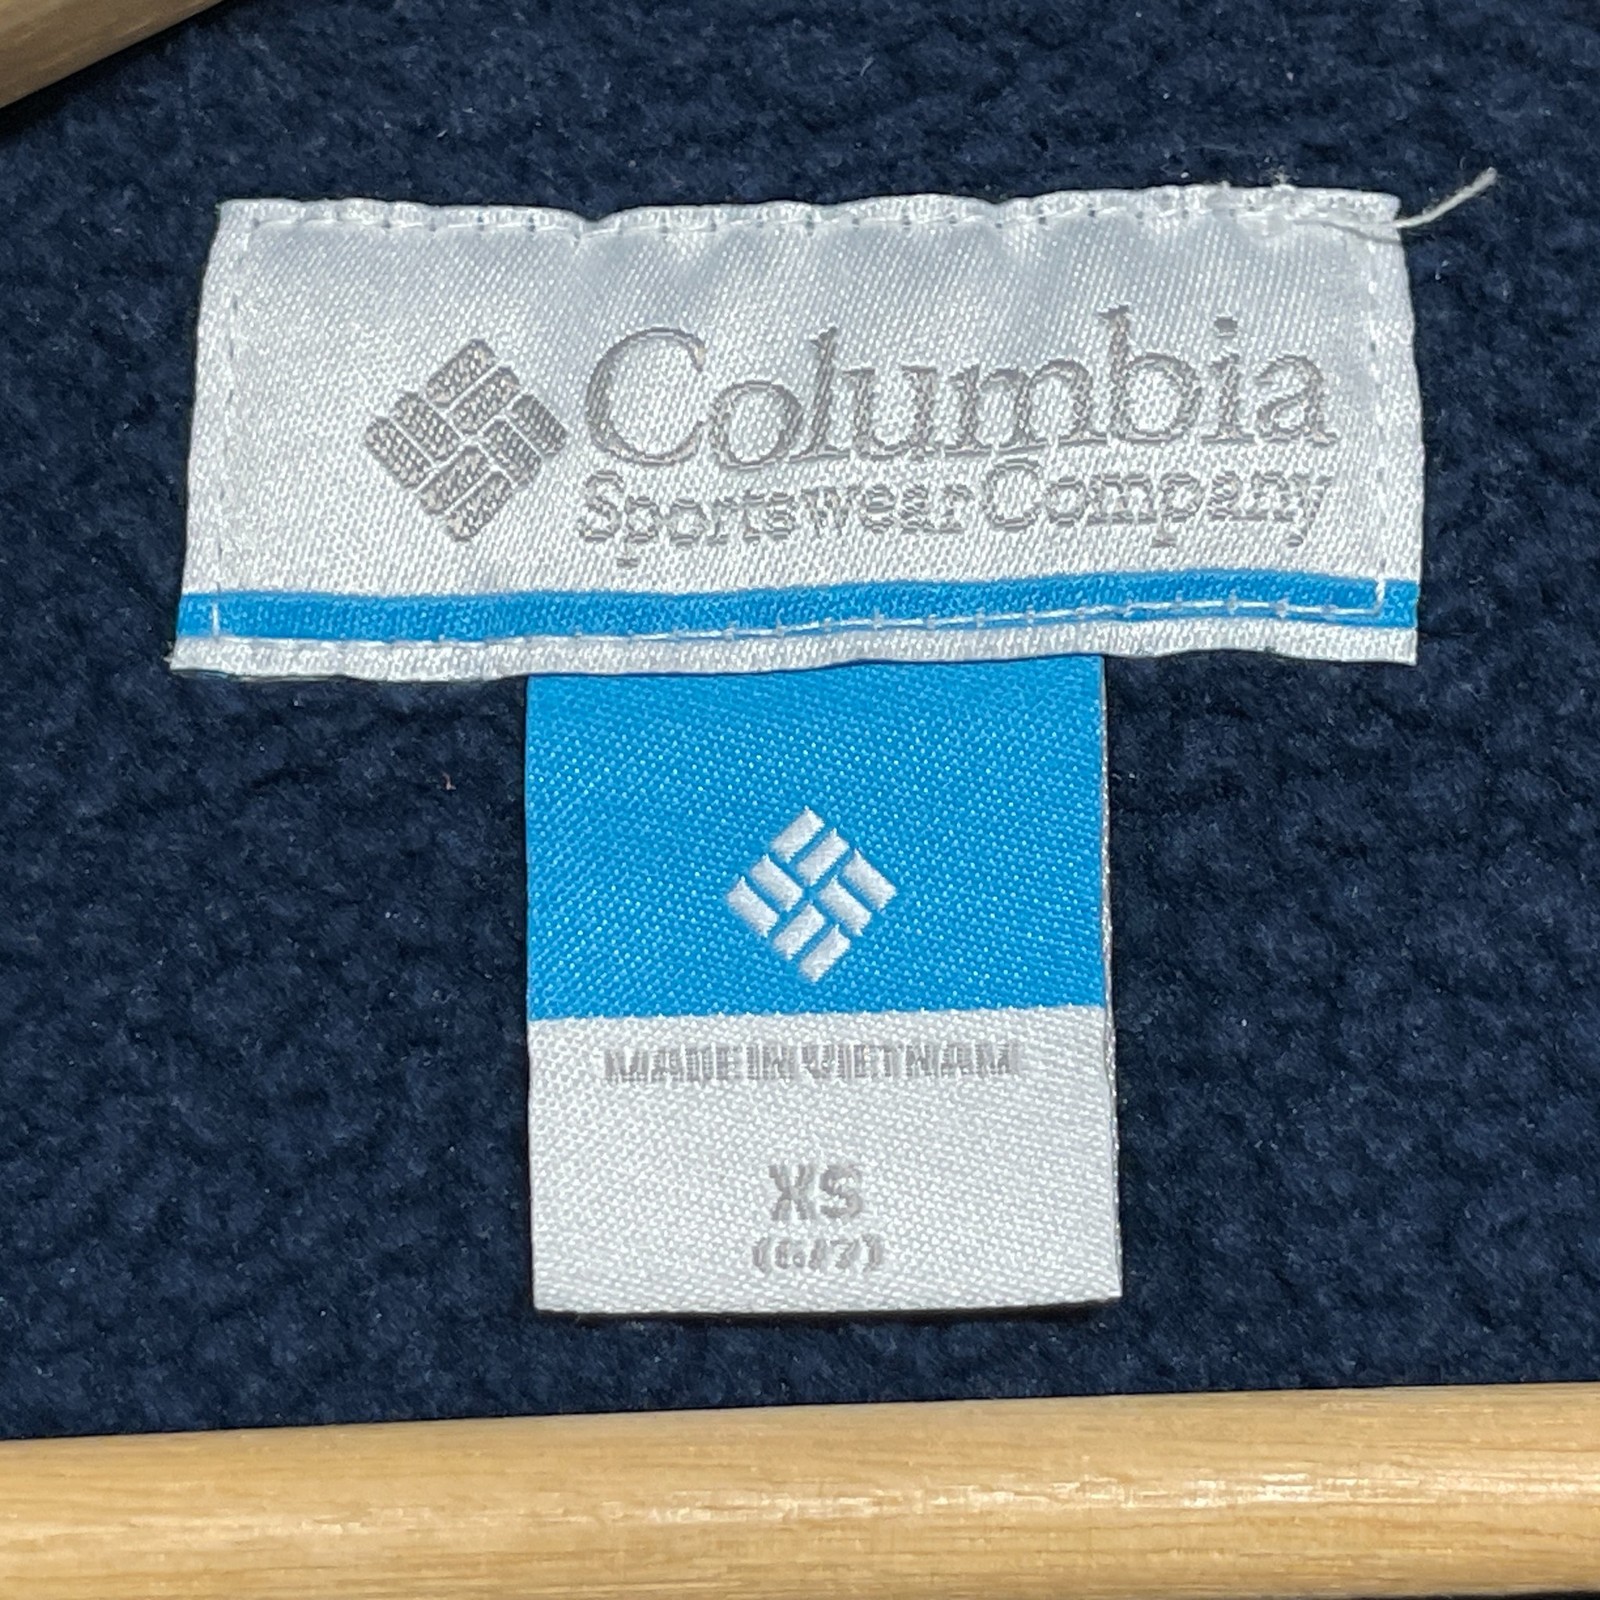 Columbia
Sportswear Company
MADE IN VIETNAM
XS
(6/7)